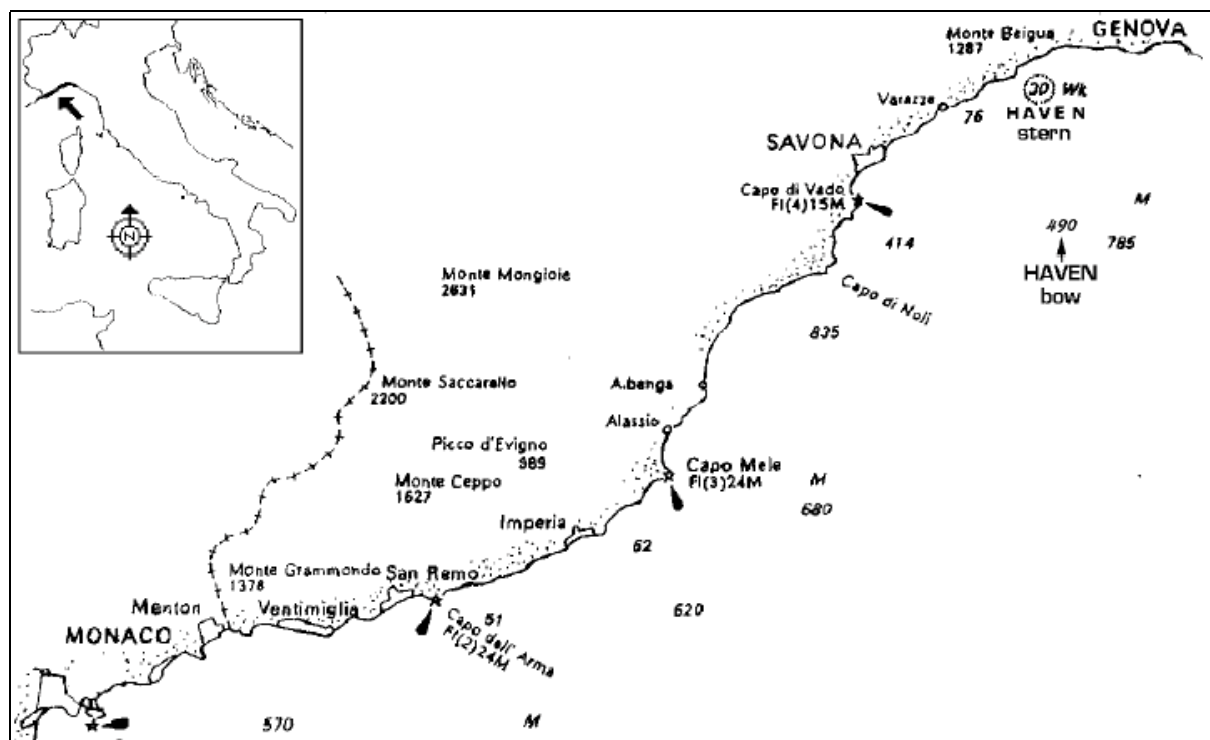 GENOVA
Monte Beigua
1287
30 Wk
HAVEN
stern
Varazze
76
SAVONA
Capo di Vado
Fl(4)15M
M
490
785
414
HAVEN
bow
N
Monte Mongioie
2631
Capo di Noli
835
Monte Saccarello
2200
A.benga
Alassio
Picco d'Evigno
989
Monte Ceppo
1627
Capo Mele
Fl(3)24M
M
680
Imperia
62
Monte Grammondo
1378
San Remo
Menton
Ventimiglia
MONACO
51
Capo dell' Arma
Fl(2)24M
620
570
M